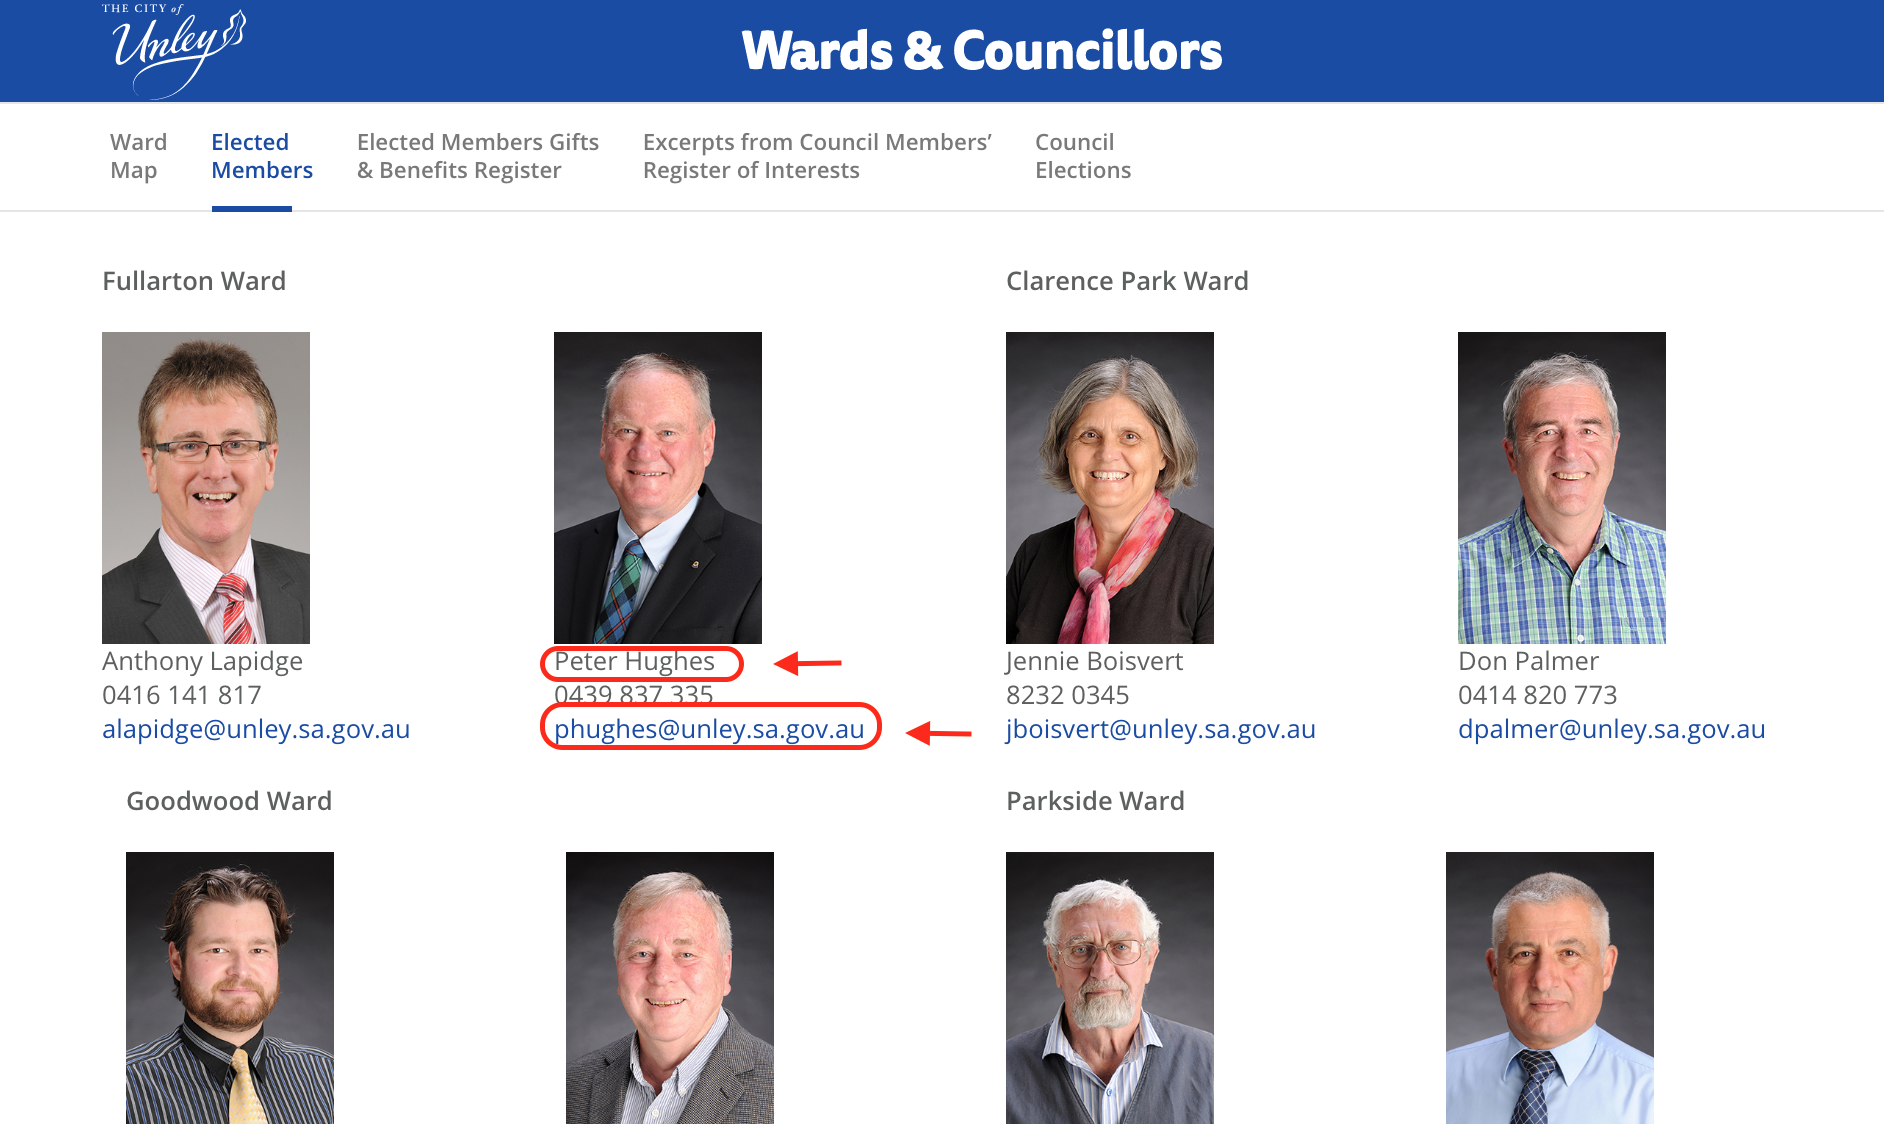 THE CITY of
Unley
Wards & Councillors
Ward
Map
Elected
Members
Elected Members Gifts
& Benefits Register
Excerpts from Council Members’
Register of Interests
Council
Elections
Fullarton Ward
Clarence Park Ward
Anthony Lapidge
0416 141 817
alapidge@unley.sa.gov.au
Peter Hughes
0439 837 335
phughes@unley.sa.gov.au
Jennie Boisvert
8232 0345
jboisvert@unley.sa.gov.au
Don Palmer
0414 820 773
dpalmer@unley.sa.gov.au
Goodwood Ward
Parkside Ward